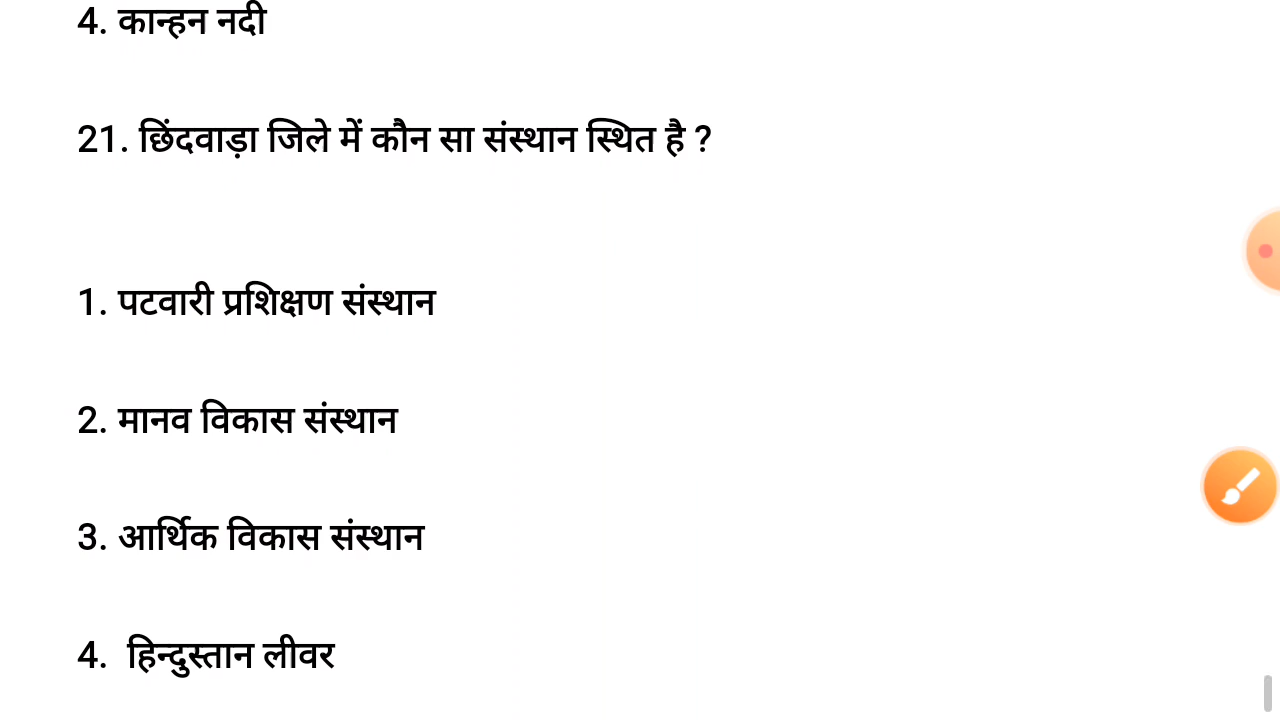 4. कान्हन नदी
21. छिंदवाड़ा जिले में कौन सा संस्थान स्थित है ?
1. पटवारी प्रशिक्षण संस्थान
2. मानव विकास संस्थान
3. आर्थिक विकास संस्थान
4. हिन्दुस्तान लीवर